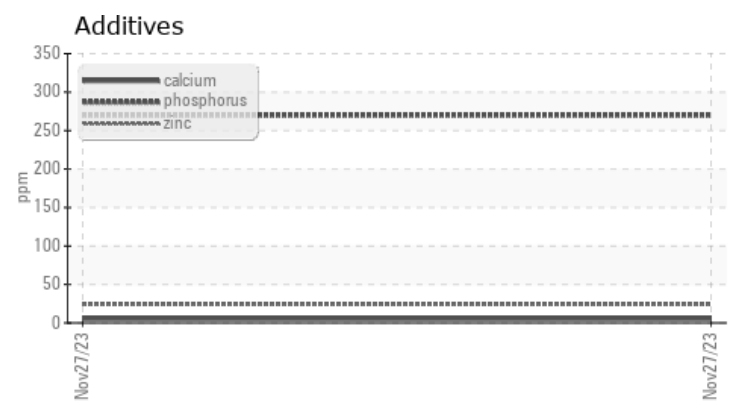 Additives
350
300
250
200
150
100
50
0
ppm
calcium
phosphorus
zinc
Nov27/23
Nov27/23